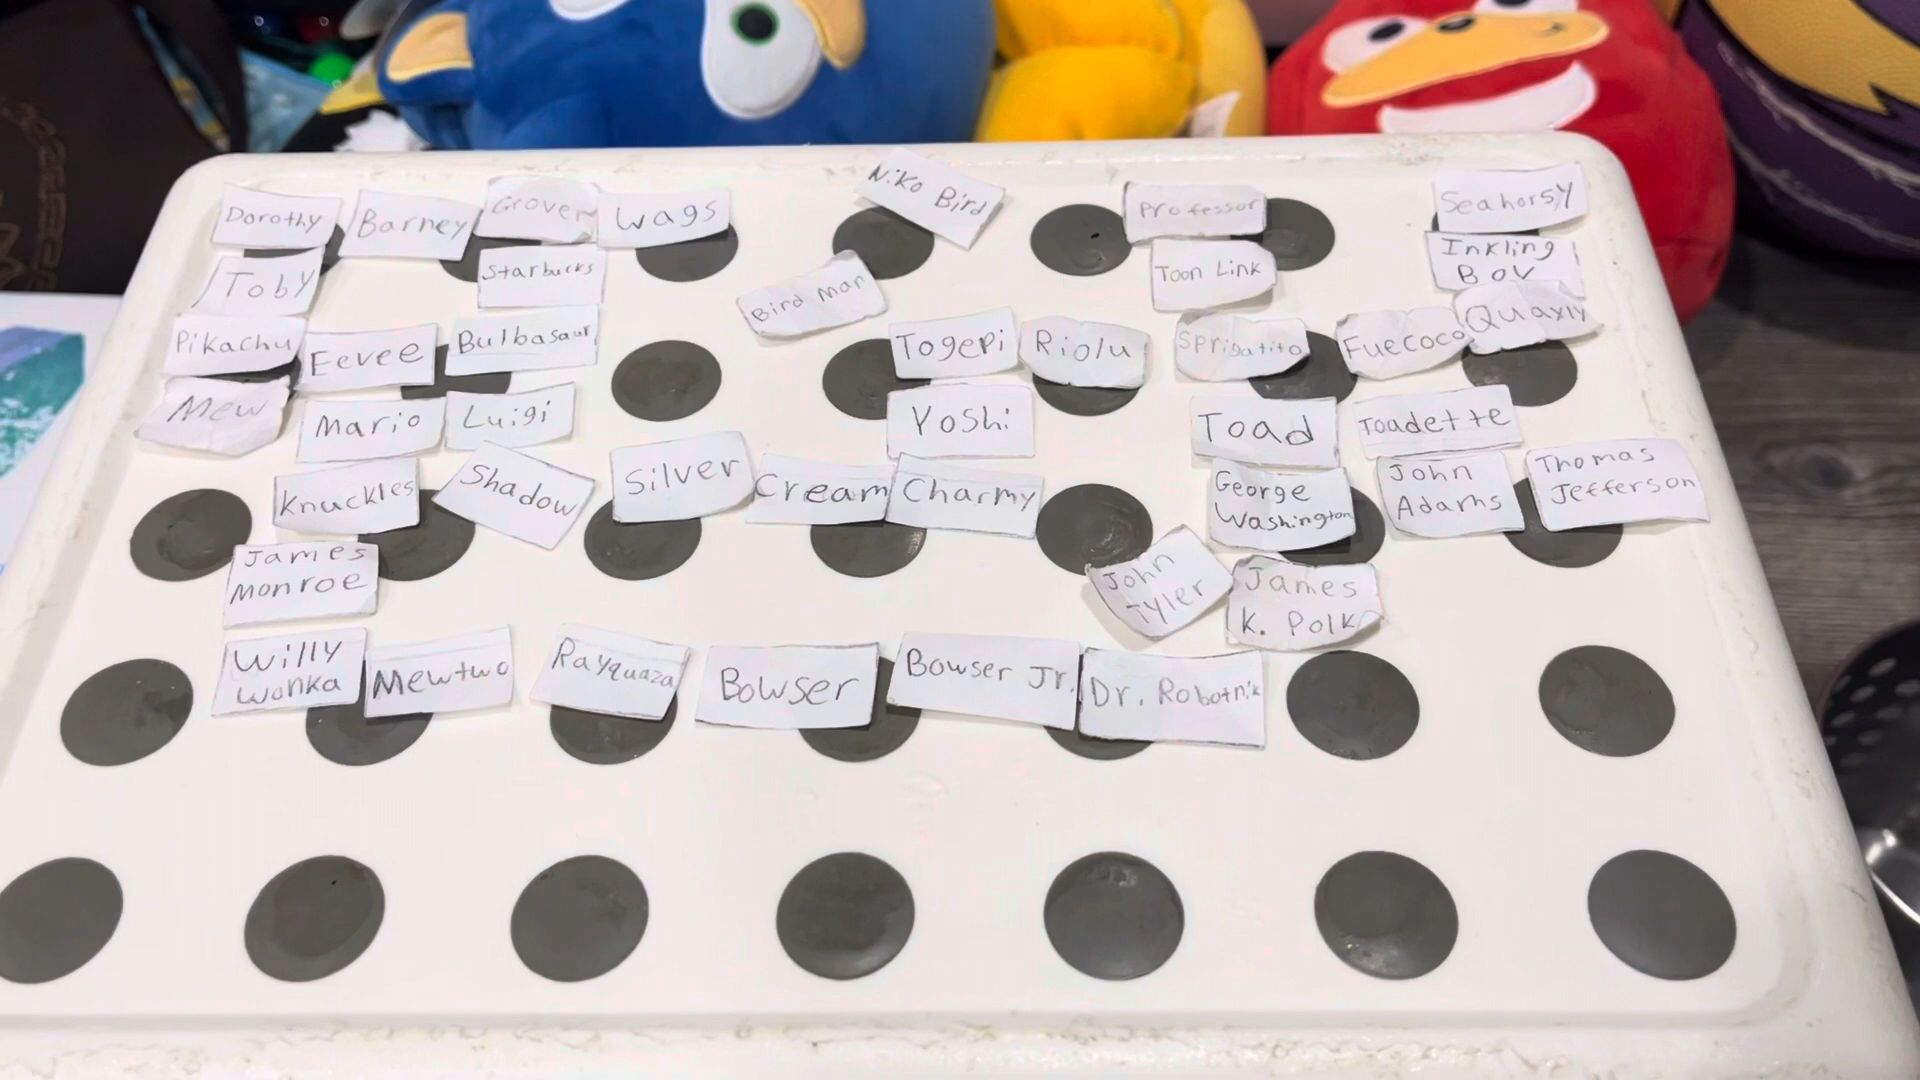 Dorothy
Barney
Grover
Wags
Niko Bird
Professor
Seahorsy
Toby
Starbucks
Bird Man
Toon Link
Inkling
Boy
Pikachu
Eevee
Bulbasaur
Togepi
Riolu
Sprigatito
Fuecoco
Quaxly
Mew
Mario
Luigi
Yoshi
Toad
Toadette
Knuckles
Shadow
Silver
Cream
Charmy
George
Washington
John
Adams
Thomas
Jefferson
James
Monroe
John
Tyler
James
K. Polk
Willy
Wonka
Mewtwo
Rayquaza
Bowser
Bowser Jr.
Dr. Robotnik